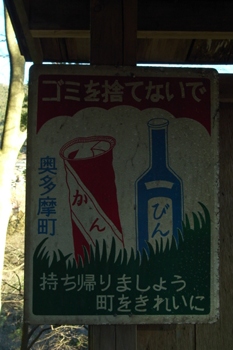 ゴミを捨てないで
奥多摩町
かん
びん
持ち帰りましょう
町をきれいに